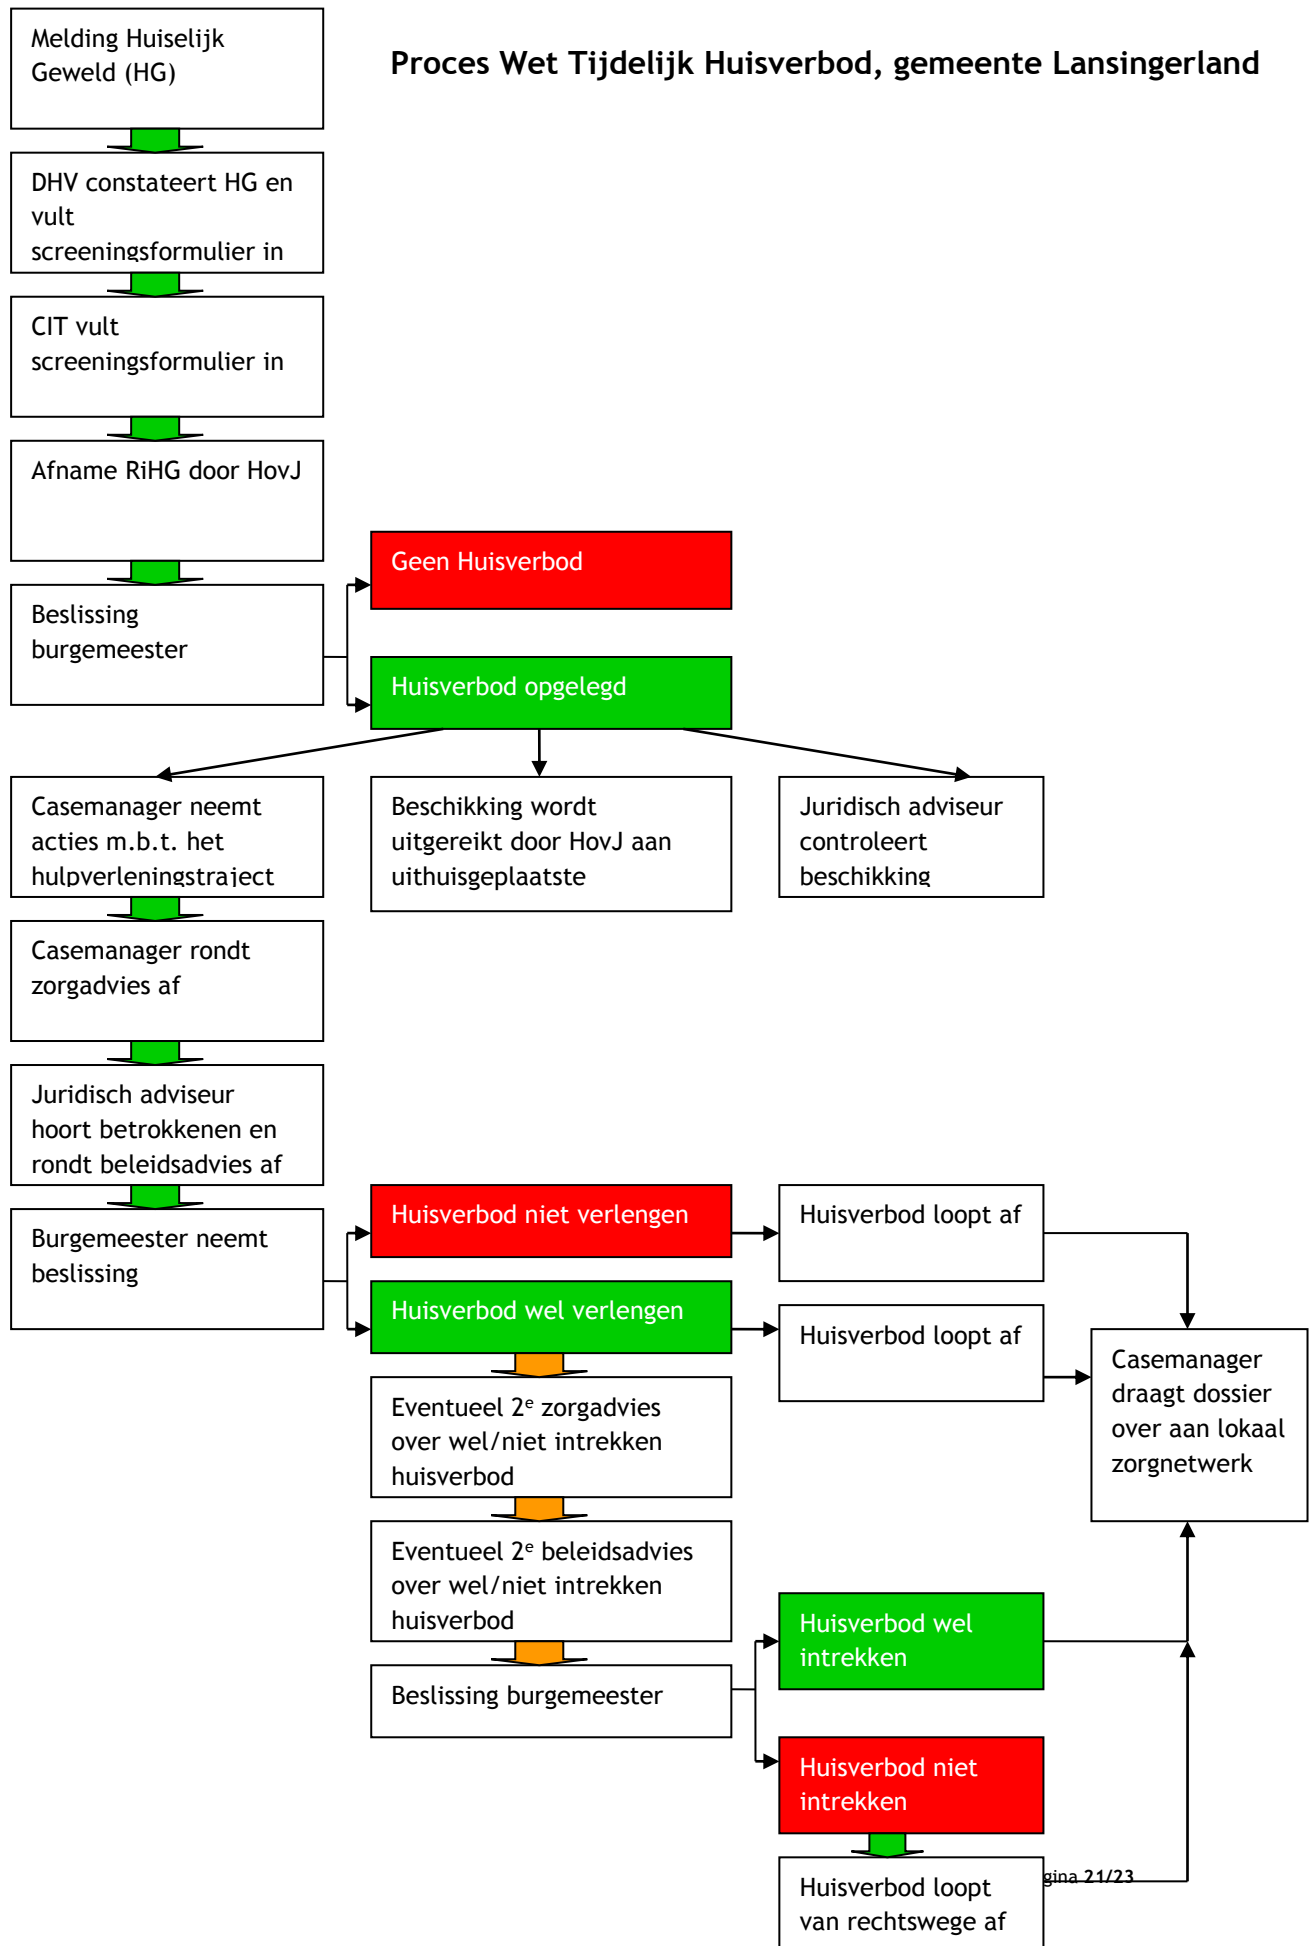 Melding Huiselijk
Geweld (HG)
Proces Wet Tijdelijk Huisverbod, gemeente Lansingerland
DHV constateert HG en
vult
screeningsformulier in
CIT vult
screeningsformulier in
Afname RiHG door HovJ
Geen Huisverbod
Beslissing
burgemeester
Huisverbod opgelegd
Casemanager neemt
acties m.b.t. het
hulpverleningstraject
Beschikking wordt
uitgereikt door HovJ aan
uithuisgeplaatste
Juridisch adviseur
controleert
beschikking
Casemanager rondt
zorgadvies af
Juridisch adviseur
hoort betrokkenen en
rondt beleidsadvies af
Burgemeester neemt
beslissing
Huisverbod niet verlengen
Huisverbod loopt af
Huisverbod wel verlengen
Huisverbod loopt af
Casemanager
draagt dossier
over aan lokaal
zorgnetwerk
Eventueel 2e zorgadvies
over wel/niet intrekken
huisverbod
Eventueel 2e beleidsadvies
over wel/niet intrekken
huisverbod
Beslissing burgemeester
Huisverbod wel
intrekken
Huisverbod niet
intrekken
Huisverbod loopt
van rechtswege af
gina 21/23